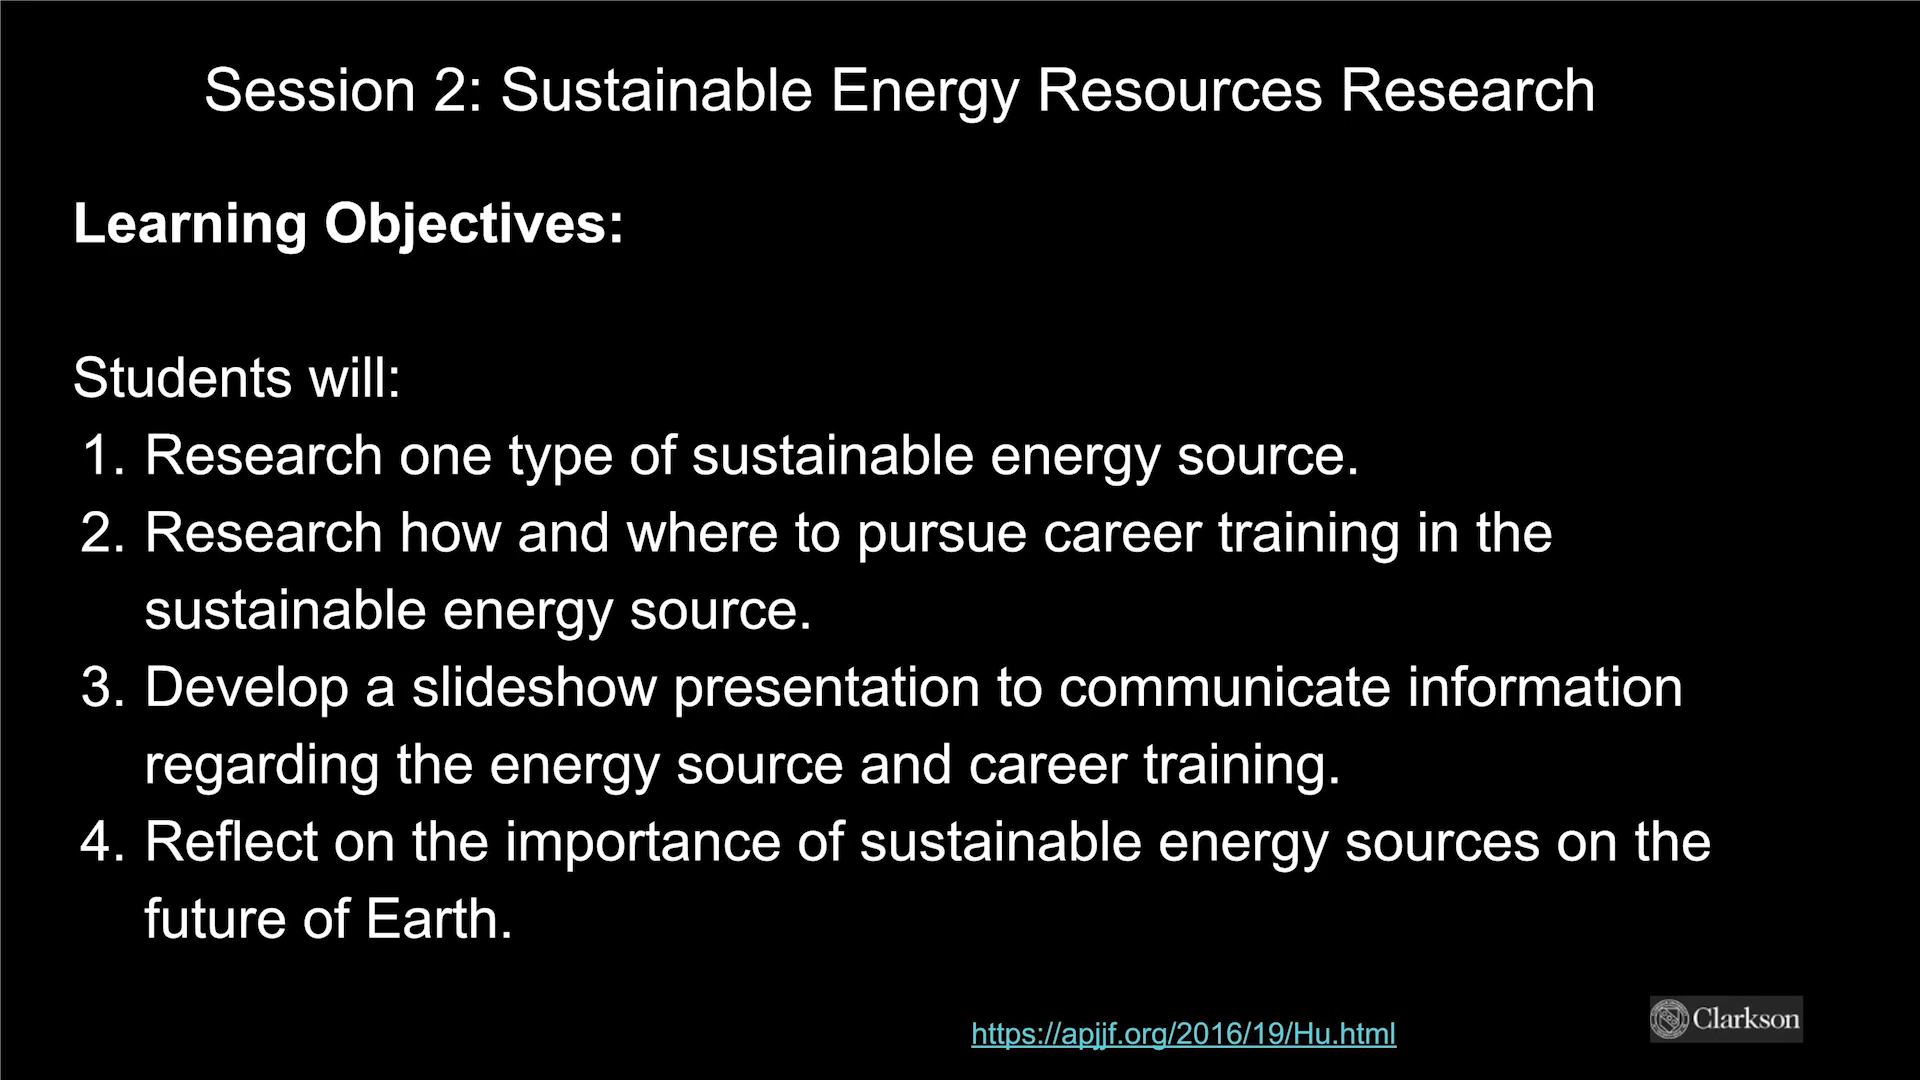 Session 2: Sustainable Energy Resources Research
Learning Objectives:
Students will:
1. Research one type of sustainable energy source.
2. Research how and where to pursue career training in the
sustainable energy source.
3. Develop a slideshow presentation to communicate information
regarding the energy source and career training.
4. Reflect on the importance of sustainable energy sources on the
future of Earth.
https://apjjf.org/2016/19/Hu.html
Clarkson